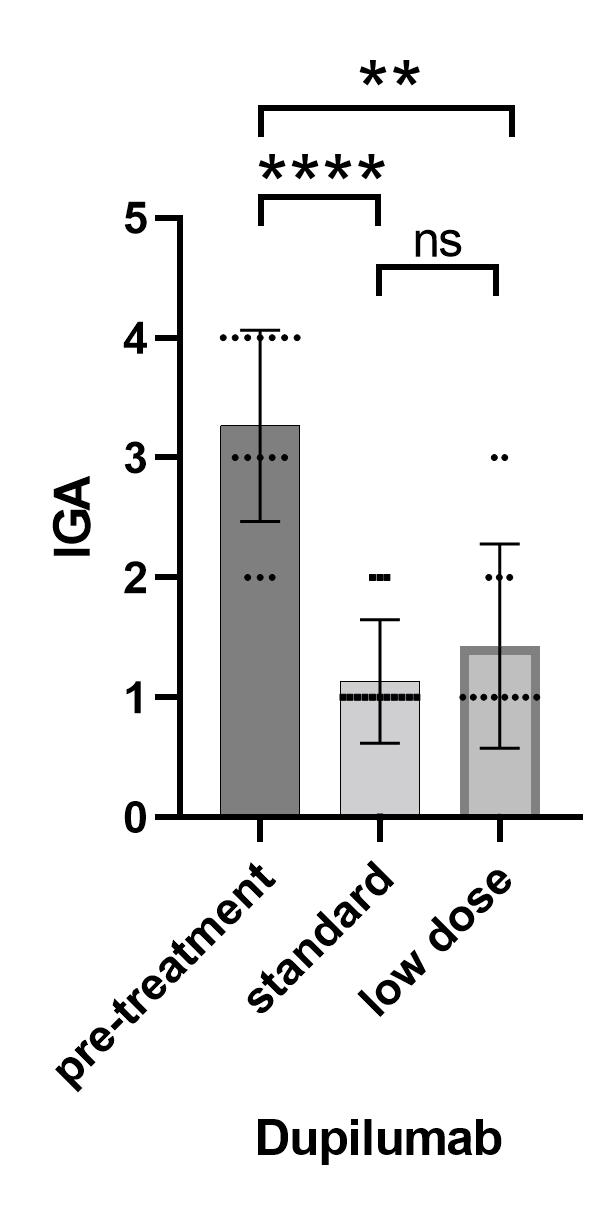 **
****
ns
5
4
3
2
1
0
IGA
pre-treatment
standard
low dose
Dupilumab